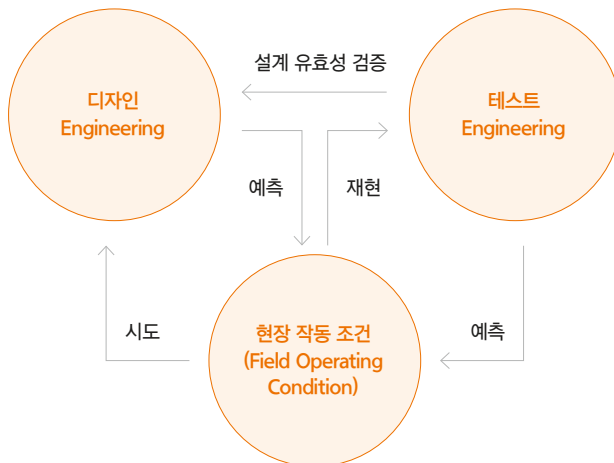 설계 유효성 검증
디자인
Engineering
테스트
Engineering
예측
재현
시도
현장 작동 조건
(Field Operating
Condition)
예측